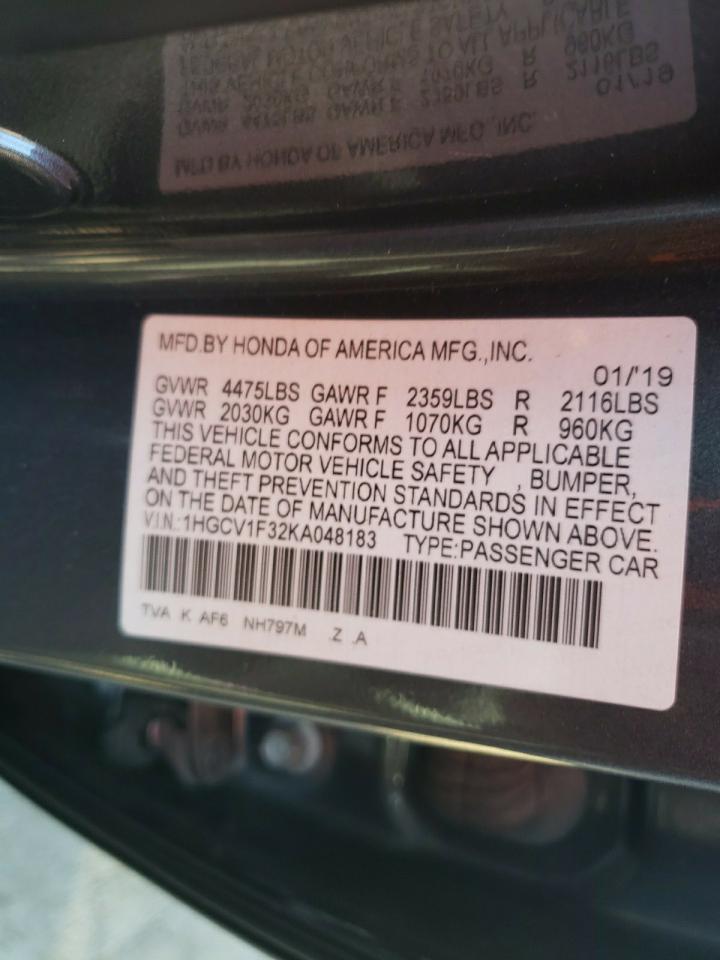 MFD.BY HONDA OF AMERICA MFG.,INC.
01/'19
GVWR 4475LBS GAWR F 2359LBS R 2116LBS
GVWR 2030KG GAWR F 1070KG R 960KG
THIS VEHICLE CONFORMS TO ALL APPLICABLE
FEDERAL MOTOR VEHICLE SAFETY , BUMPER,
AND THEFT PREVENTION STANDARDS IN EFFECT
ON THE DATE OF MANUFACTURE SHOWN ABOVE.
V.I.N.:1HGCV1F32KA048183 TYPE:PASSENGER CAR
TVA K AF6 NH797M .Z .A